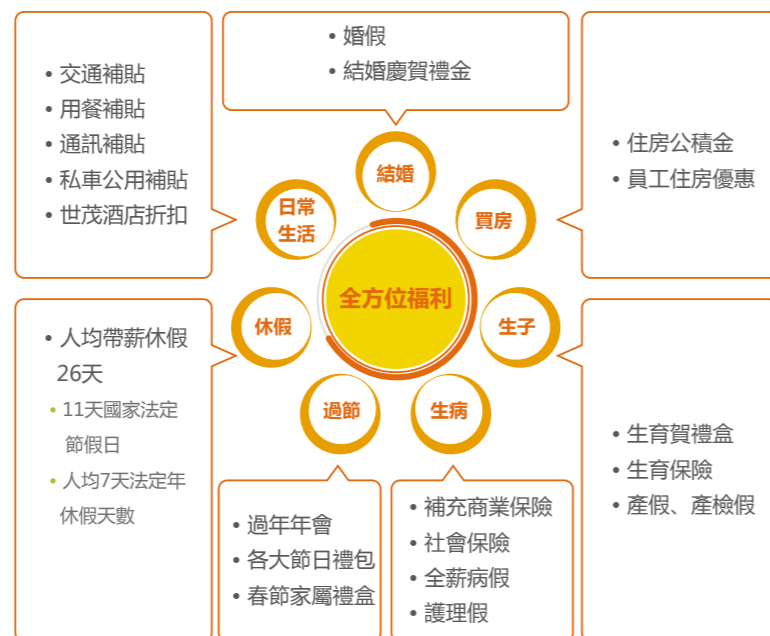 • 婚假
• 結婚慶賀禮金
• 交通補貼
• 用餐補貼
• 通訊補貼
• 私車公用補貼
• 世茂酒店折扣
• 住房公積金
• 員工住房優惠
結婚
日常
生活
買房
全方位福利
休假
生子
過節
生病
• 人均帶薪休假
26天
• 11天國家法定
節假日
• 人均7天法定年
休假天數
• 生育賀禮盒
• 生育保險
• 產假、產檢假
• 過年年會
• 各大節日禮包
• 春節家屬禮盒
• 補充商業保險
• 社會保險
• 全薪病假
• 護理假